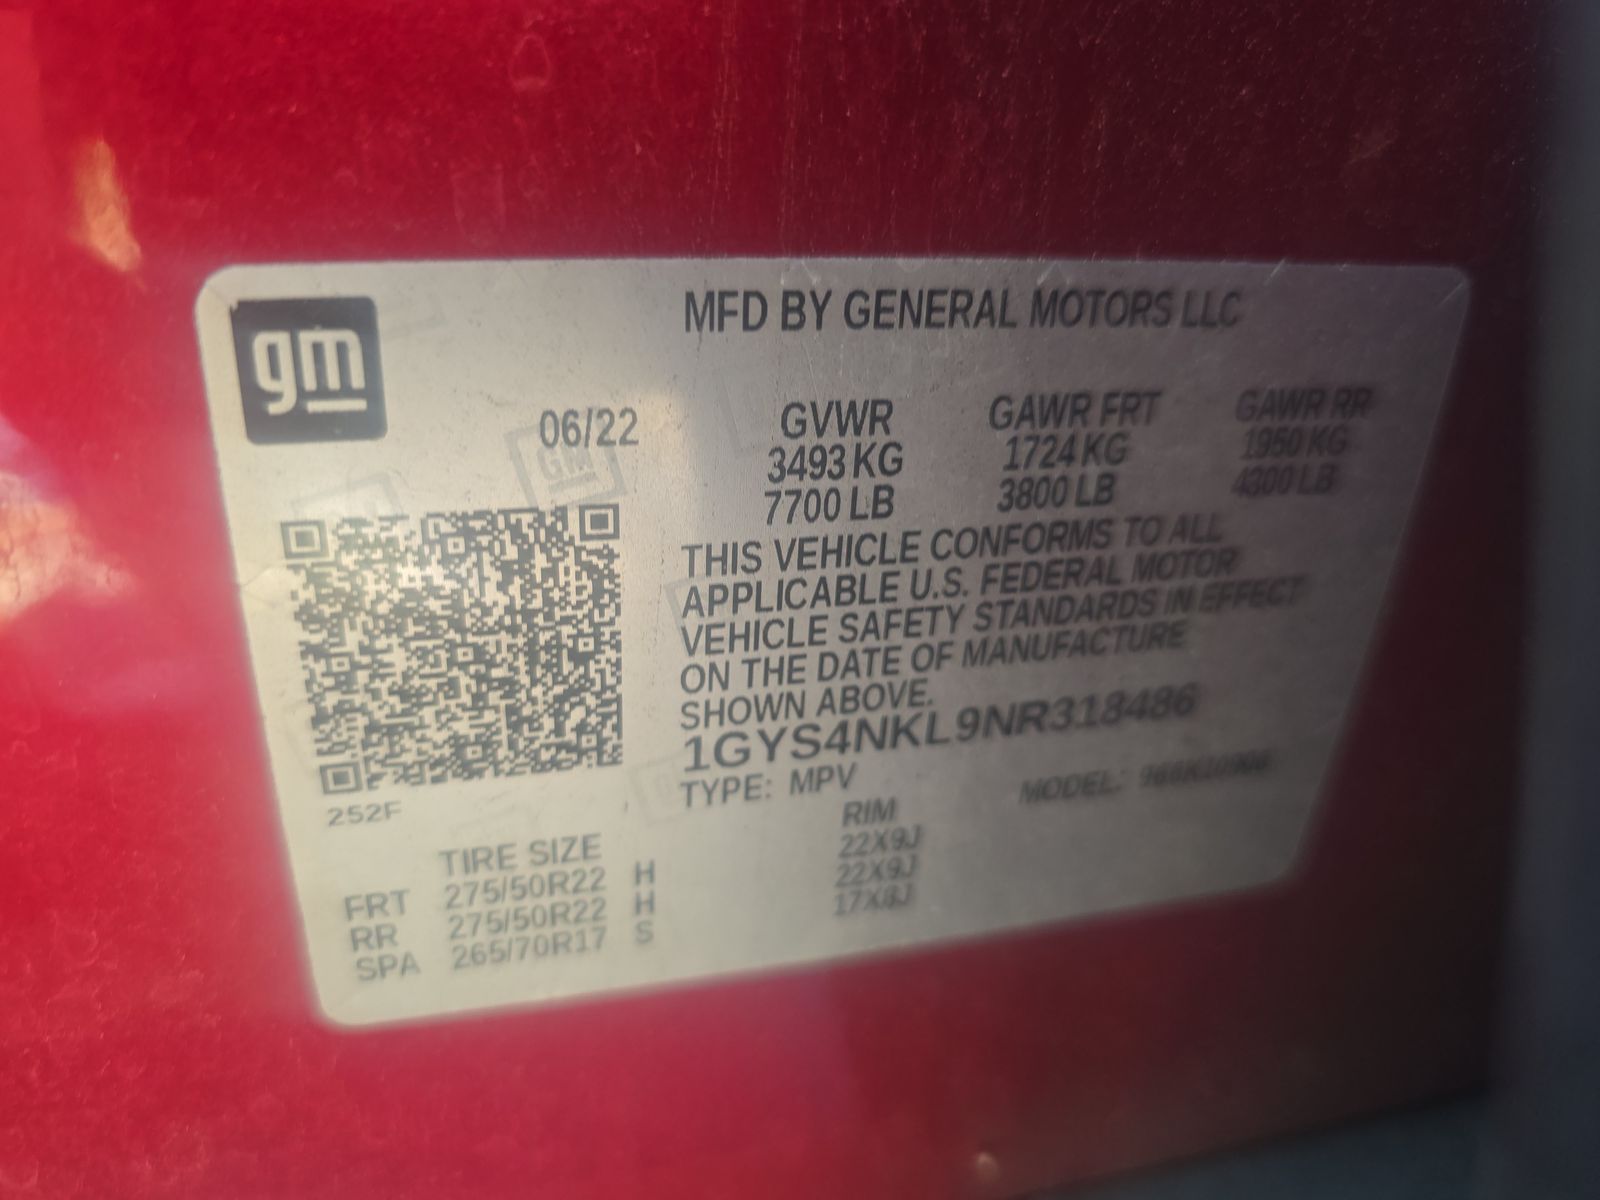 gm
MFD BY GENERAL MOTORS LLC
06/22
GVWR GAWR FRT GAWR RR
3493 KG 1724 KG 1950 KG
7700 LB 3800 LB 4300 LB
GM
THIS VEHICLE CONFORMS TO ALL
APPLICABLE U.S. FEDERAL MOTOR
VEHICLE SAFETY STANDARDS IN EFFECT
ON THE DATE OF MANUFACTURE
SHOWN ABOVE.
1GYS4NKL9NR318486
TYPE: MPV MODEL:
252F
TIRE SIZE RIM
FRT 275/50R22 H 22X9J
RR 275/50R22 H 22X9J
SPA 265/70R17 S 17X8J